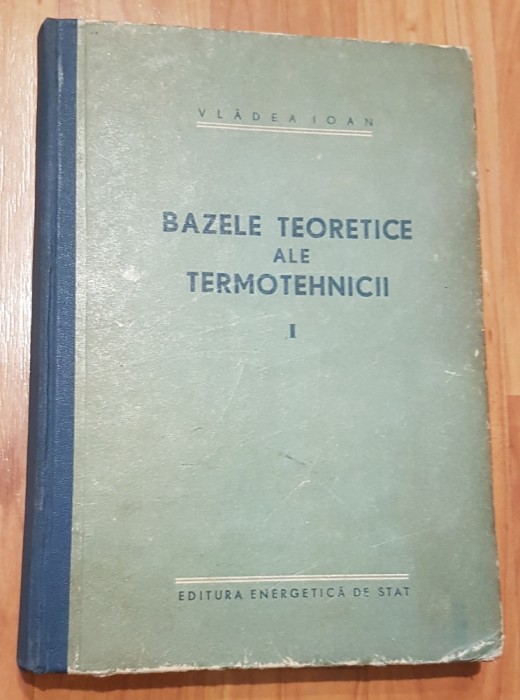 VLĂDEA IOAN
BAZELE TEORETICE
ALE
TERMOTEHNICII
I
EDITURA ENERGETICĂ DE STAT